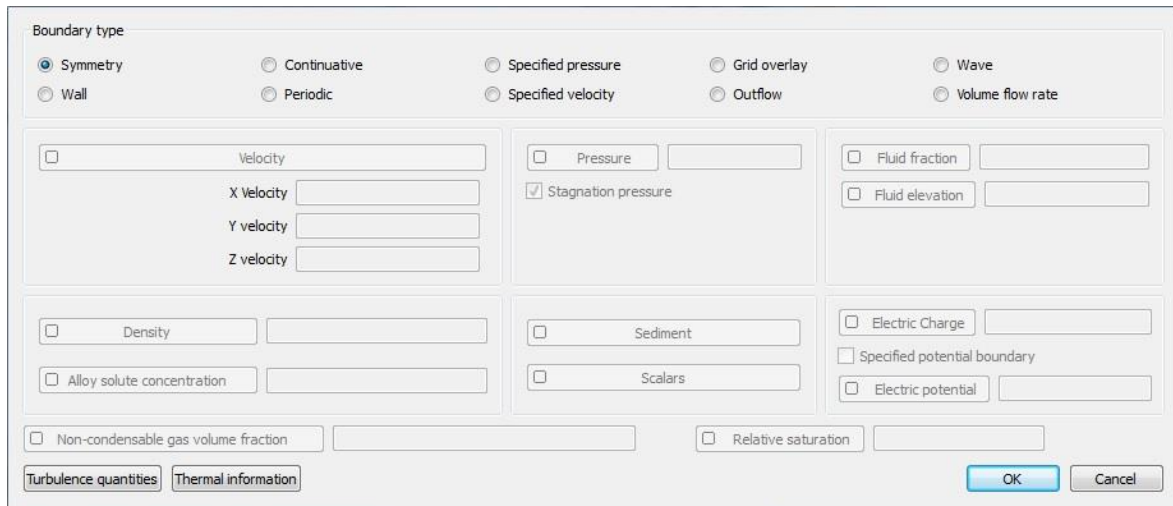 Boundary type
Symmetry Continuative Specified pressure Grid overlay Wave
Wall Periodic Specified velocity Outflow Volume flow rate
Velocity
X Velocity
Y velocity
Z velocity
Pressure
Stagnation pressure
Fluid fraction
Fluid elevation
Density
Alloy solute concentration
Sediment
Scalars
Electric Charge
Specified potential boundary
Electric potential
Non-condensable gas volume fraction
Relative saturation
Turbulence quantities Thermal information OK Cancel